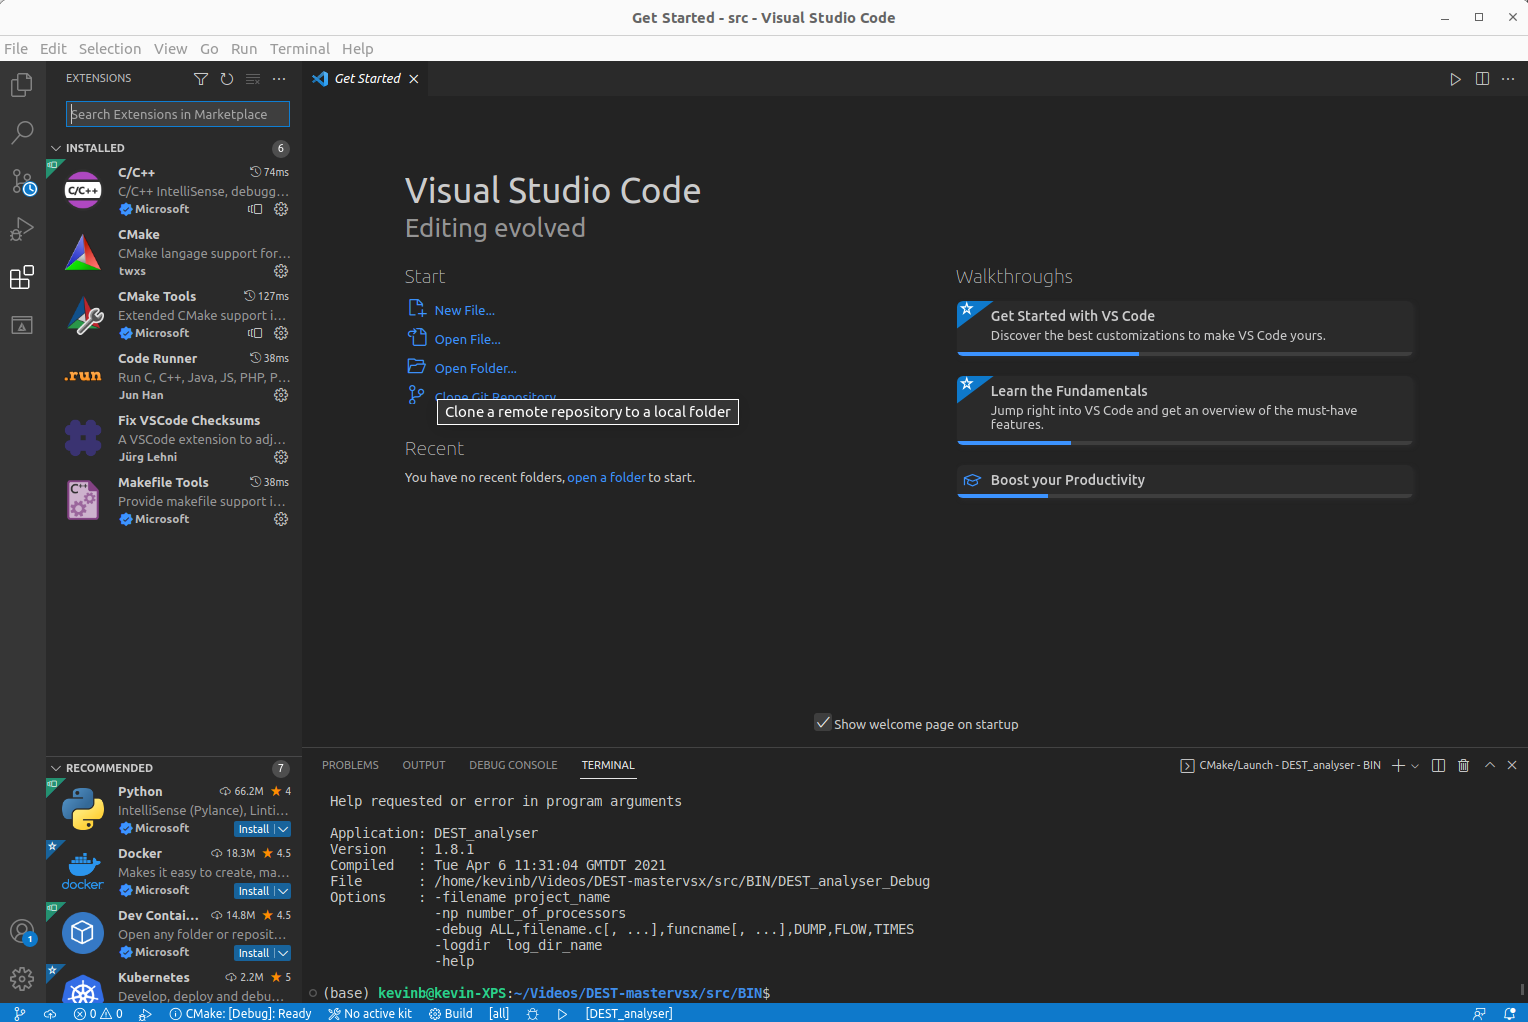 Get Started - src - Visual Studio Code
File Edit Selection View Go Run Terminal Help
EXTENSIONS
Get Started
Search Extensions in Marketplace
INSTALLED 6
C/C++ 74ms
C/C++ IntelliSense, debugg...
Microsoft
CMake
CMake langage support for...
twxs
CMake Tools 127ms
Extended CMake support i...
Microsoft
Code Runner 38ms
.run
Run C, C++, Java, JS, PHP, P...
Jun Han
Fix VSCode Checksums
A VSCode extension to adj...
Jürg Lehni
Makefile Tools 38ms
C++
Provide makefile support i...
Microsoft
RECOMMENDED 7
Python 66.2M 4
IntelliSense (Pylance), Linti...
Microsoft Install
Docker 18.3M 4.5
docker
Makes it easy to create, ma...
Microsoft Install
Dev Contai... 14.8M 4.5
Open any folder or reposit...
Microsoft Install
Kubernetes 2.2M 5
Develop, deploy and debu...
1
Visual Studio Code
Editing evolved
Start
New File...
Open File...
Open Folder...
Clone Git Repository...
Clone a remote repository to a local folder
Recent
You have no recent folders, open a folder to start.
Walkthroughs
Get Started with VS Code
Discover the best customizations to make VS Code yours.
Learn the Fundamentals
Jump right into VS Code and get an overview of the must-have
features.
Boost your Productivity
Show welcome page on startup
PROBLEMS OUTPUT DEBUG CONSOLE TERMINAL
CMake/Launch - DEST_analyser - BIN
Help requested or error in program arguments
Application: DEST_analyser
Version : 1.8.1
Compiled : Tue Apr 6 11:31:04 GMTDT 2021
File : /home/kevinb/Videos/DEST-mastervsx/src/BIN/DEST_analyser_Debug
Options : -filename project_name
-np number_of_processors
-debug ALL,filename.c[, ...],funcname[, ...],DUMP,FLOW,TIMES
-logdir log_dir_name
-help
(base) kevinb@kevin-XPS:~/Videos/DEST-mastervsx/src/BIN$
0 0 CMake: [Debug]: Ready No active kit Build [all] [DEST_analyser]